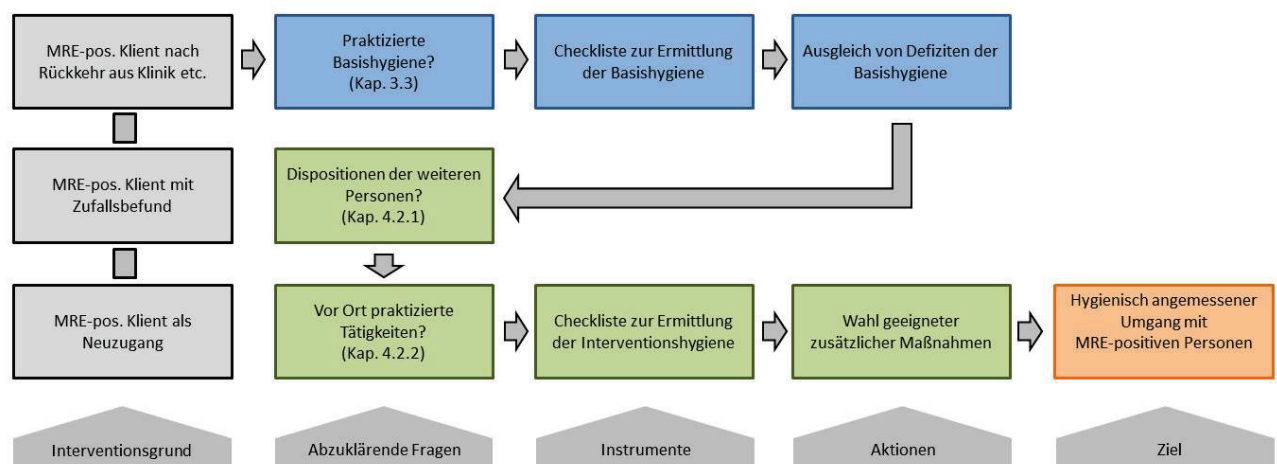 MRE-pos. Klient nach
Rückkehr aus Klinik etc.
Praktizierte
Basishygiene?
(Kap. 3.3)
Checkliste zur Ermittlung
der Basishygiene
Ausgleich von Defiziten der
Basishygiene
MRE-pos. Klient mit
Zufallsbefund
Dispositionen der weiteren
Personen?
(Kap. 4.2.1)
MRE-pos. Klient als
Neuzugang
Vor Ort praktizierte
Tätigkeiten?
(Kap. 4.2.2)
Checkliste zur Ermittlung
der Interventionshygiene
Wahl geeigneter
zusätzlicher Maßnahmen
Hygienisch angemessener
Umgang mit
MRE-positiven Personen
Interventionsgrund
Abzuklärende Fragen
Instrumente
Aktionen
Ziel